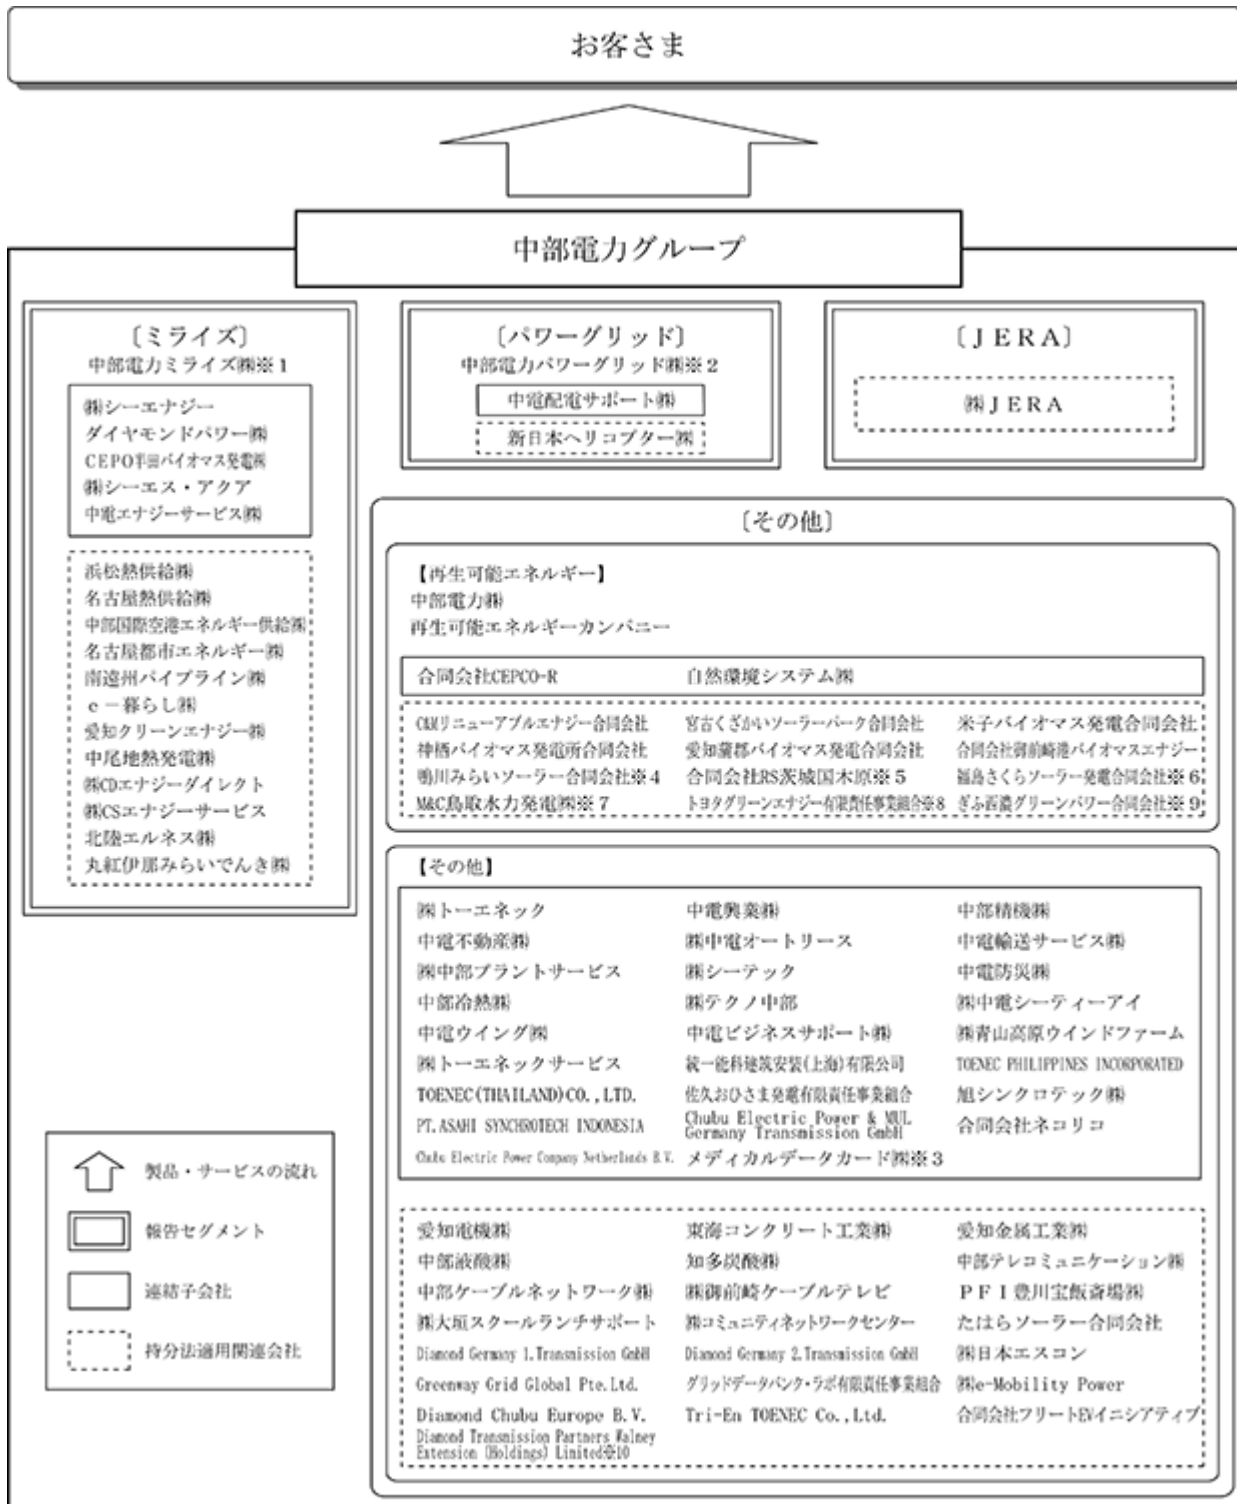 お客さま
中部電力グループ
〔ミライズ〕
中部電力ミライズ㈱※1
㈱シーエナジー
ダイヤモンドパワー㈱
CEPO半田バイオマス発電㈱
㈱シーエス・アクア
中電エナジーサービス㈱
浜松熱供給㈱
名古屋熱供給㈱
中部国際空港エネルギー供給㈱
名古屋都市エネルギー㈱
南遠州パイプライン㈱
e－暮らし㈱
愛知クリーンエナジー㈱
中尾地熱発電㈱
㈱CDエナジーダイレクト
㈱CSエナジーサービス
北陸エルネス㈱
丸紅伊那みらいでんき㈱
〔パワーグリッド〕
中部電力パワーグリッド㈱※2
中電配電サポート㈱
新日本ヘリコプター㈱
〔ＪＥＲＡ〕
㈱ＪＥＲＡ
〔その他〕
【再生可能エネルギー】
中部電力㈱
再生可能エネルギーカンパニー
合同会社CEPCO-R 自然環境システム㈱
C&Mリニューアブルエナジー合同会社 宮古くざかいソーラーパーク合同会社 米子バイオマス発電合同会社
神栖バイオマス発電所合同会社 愛知蒲郡バイオマス発電合同会社 合同会社御前崎港バイオマスエナジー
鴨川みらいソーラー合同会社※4 合同会社RS茨城国木原※5 福島さくらソーラー発電合同会社※6
M&C鳥取水力発電㈱※7 トヨタグリーンエナジー有限責任事業組合※8 ぎふ西濃グリーンパワー合同会社※9
【その他】
㈱トーエネック 中電興業㈱ 中部精機㈱
中電不動産㈱ ㈱中電オートリース 中電輸送サービス㈱
㈱中部プラントサービス ㈱シーテック 中電防災㈱
中部冷熱㈱ ㈱テクノ中部 ㈱中電シーティーアイ
中電ウイング㈱ 中電ビジネスサポート㈱ ㈱青山高原ウインドファーム
㈱トーエネックサービス 統一能科建筑安装(上海)有限公司 TOENEC PHILIPPINES INCORPORATED
TOENEC(THAILAND)CO.,LTD. 佐久おひさま発電有限責任事業組合 旭シンクロテック㈱
PT.ASAHI SYNCHROTECH INDONESIA Chubu Electric Power & MUL Germany Transmission GmbH 合同会社ネコリコ
Chubu Electric Power Company Netherlands B.V. メディカルデータカード㈱※3
愛知電機㈱ 東海コンクリート工業㈱ 愛知金属工業㈱
中部液酸㈱ 知多炭酸㈱ 中部テレコミュニケーション㈱
中部ケーブルネットワーク㈱ ㈱御前崎ケーブルテレビ ＰＦＩ豊川宝飯斎場㈱
㈱大垣スクールランチサポート ㈱コミュニティネットワークセンター たはらソーラー合同会社
Diamond Germany 1.Transmission GmbH Diamond Germany 2.Transmission GmbH ㈱日本エスコン
Greenway Grid Global Pte.Ltd. グリッドデータバンク・ラボ有限責任事業組合 ㈱e-Mobility Power
Diamond Chubu Europe B.V. Tri-En TOENEC Co.,Ltd. 合同会社フリートEVイニシアティブ
Diamond Transmission Partners Walney
Extension (Holdings) Limited※10
製品・サービスの流れ
報告セグメント
連結子会社
持分法適用関連会社